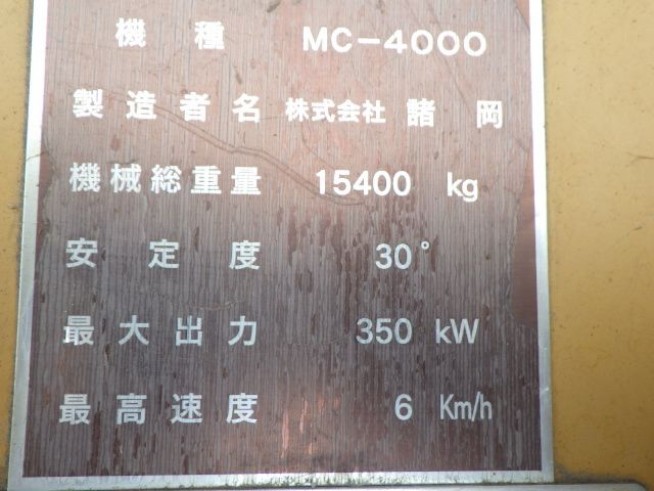 機種 MC-4000
製造者名 株式会社 諸岡
機械総重量 15400 kg
安定度 30°
最大出力 350 kW
最高速度 6 Km/h